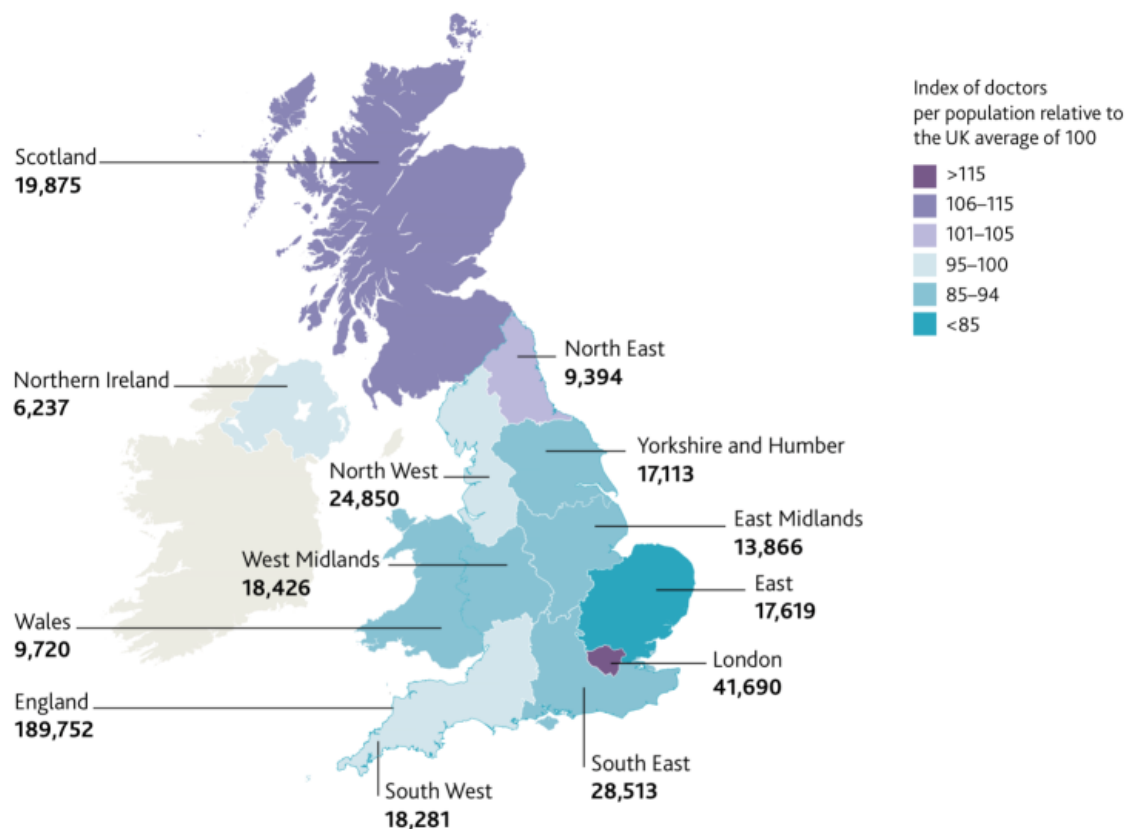 Index of doctors
per population relative to
the UK average of 100
>115
106–115
101–105
95–100
85–94
<85
Scotland
19,875
North East
9,394
Northern Ireland
6,237
Yorkshire and Humber
17,113
North West
24,850
East Midlands
13,866
West Midlands
18,426
East
17,619
Wales
9,720
London
41,690
England
189,752
South East
28,513
South West
18,281